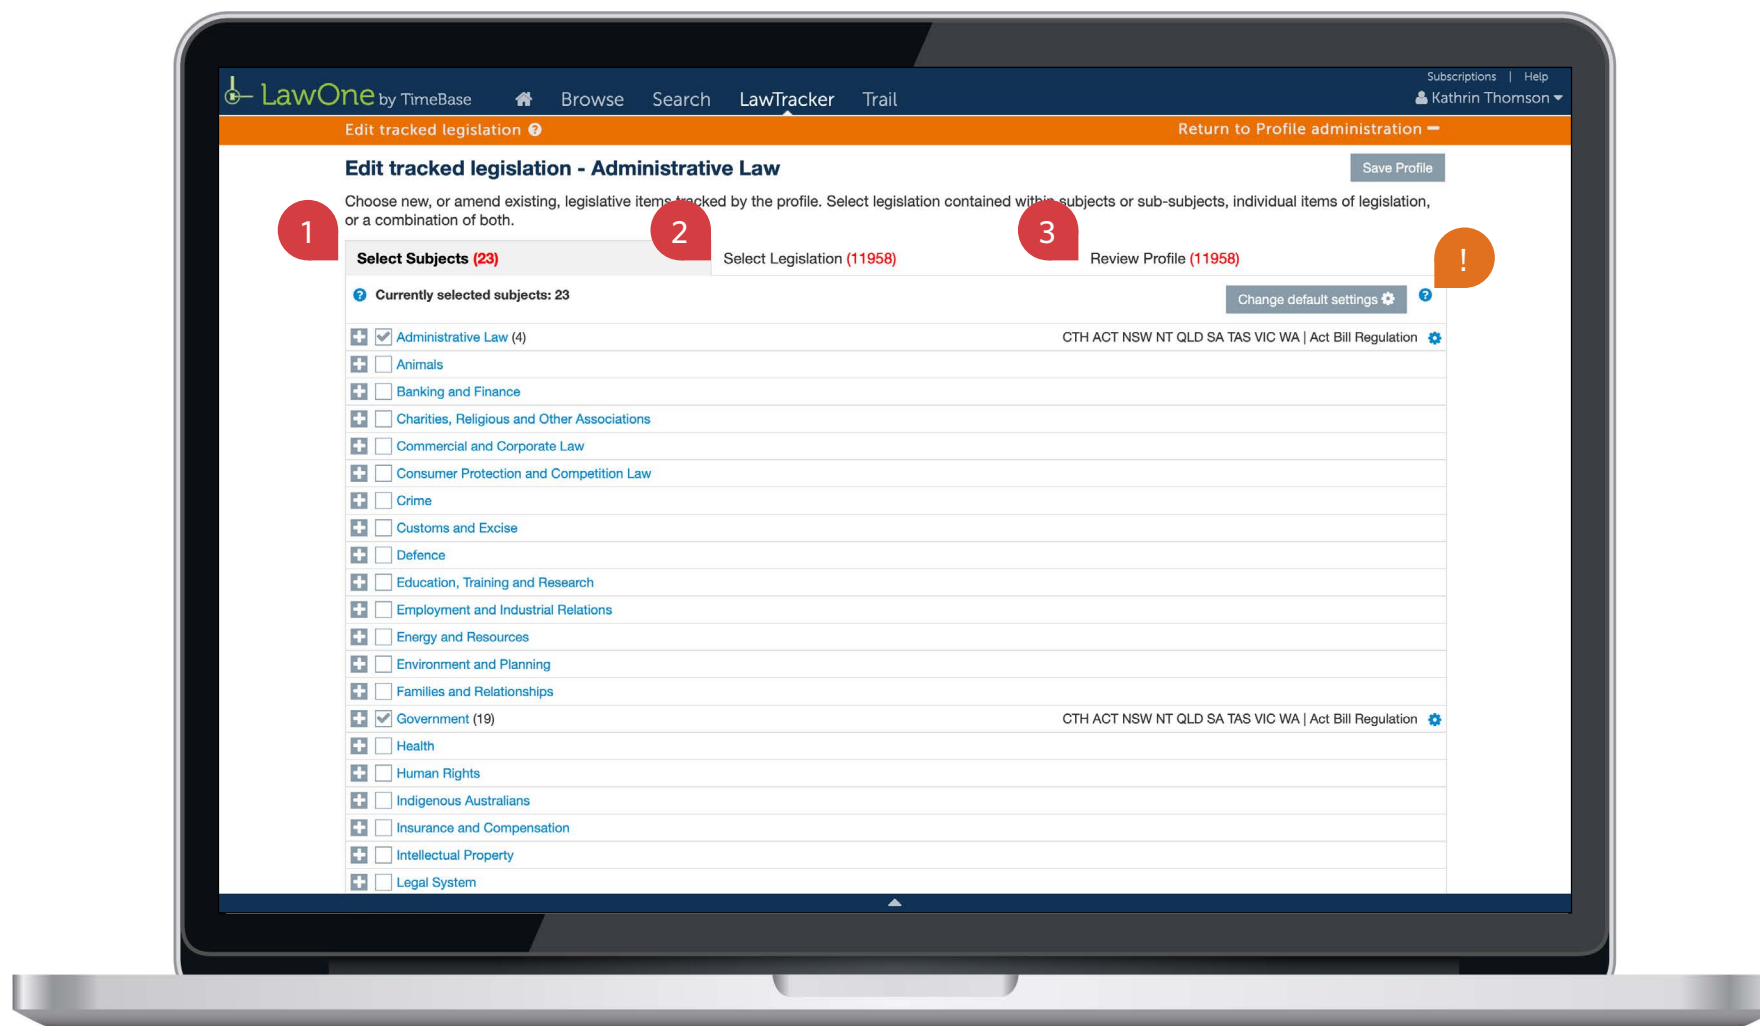 Subscriptions | Help
LawOne by TimeBase Browse Search LawTracker Trail Kathrin Thomson
Edit tracked legislation ? Return to Profile administration
Edit tracked legislation - Administrative Law Save Profile
Choose new, or amend existing, legislative items tracked by the profile. Select legislation contained within subjects or sub-subjects, individual items of legislation,
or a combination of both.
1 2 3 !
Select Subjects (23) Select Legislation (11958) Review Profile (11958)
? Currently selected subjects: 23 Change default settings ?
Administrative Law (4) CTH ACT NSW NT QLD SA TAS VIC WA | Act Bill Regulation
Animals
Banking and Finance
Charities, Religious and Other Associations
Commercial and Corporate Law
Consumer Protection and Competition Law
Crime
Customs and Excise
Defence
Education, Training and Research
Employment and Industrial Relations
Energy and Resources
Environment and Planning
Families and Relationships
Government (19) CTH ACT NSW NT QLD SA TAS VIC WA | Act Bill Regulation
Health
Human Rights
Indigenous Australians
Insurance and Compensation
Intellectual Property
Legal System